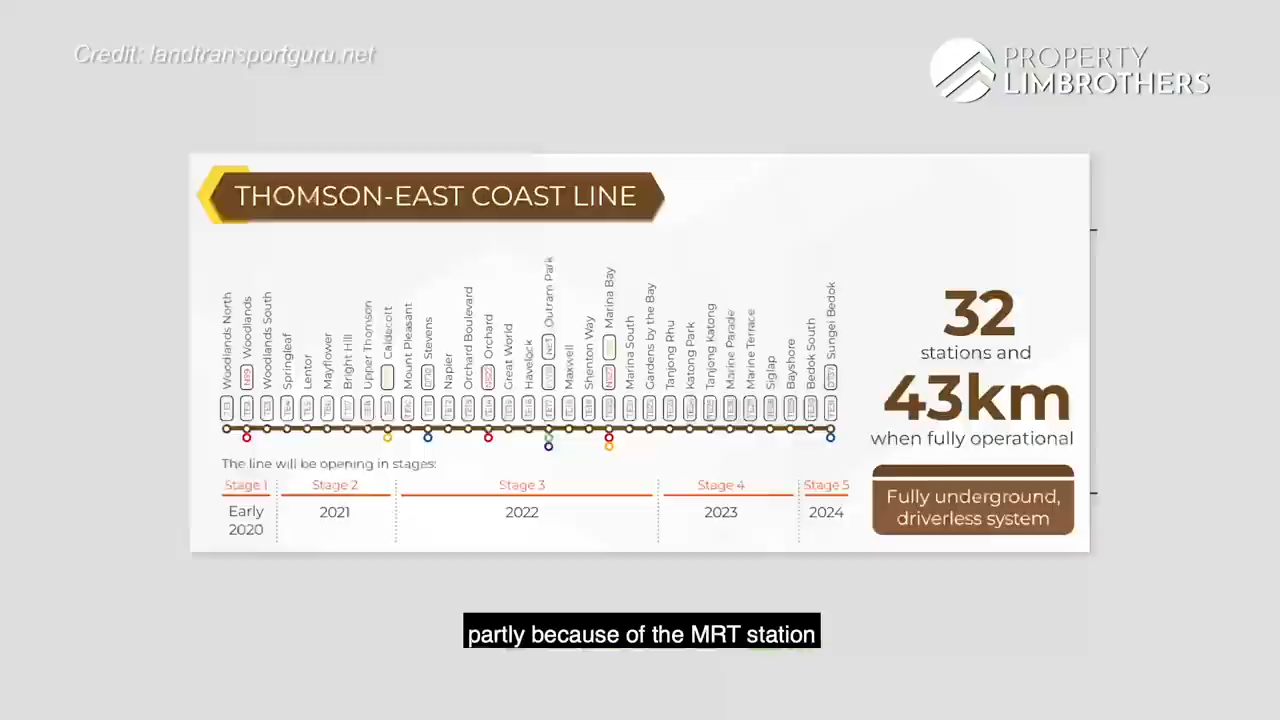 Credit: landtransportguru.net
PROPERTY
LIMBROTHERS
THOMSON-EAST COAST LINE
Woodlands North
Woodlands
Woodlands South
Springleaf
Lentor
Mayflower
Bright Hill
Upper Thomson
Caldecott
Mount Pleasant
Stevens
Napier
Orchard Boulevard
Orchard
Great World
Havelock
Outram Park
Maxwell
Shenton Way
Marina Bay
Marina South
Gardens by the Bay
Tanjong Rhu
Katong Park
Tanjong Katong
Marine Parade
Marine Terrace
Siglap
Bayshore
Bedok South
Sungei Bedok
32
stations and
43km
when fully operational
Fully underground,
driverless system
The line will be opening in stages:
Stage 1
Early
2020
Stage 2
2021
Stage 3
2022
Stage 4
2023
Stage 5
2024
partly because of the MRT station